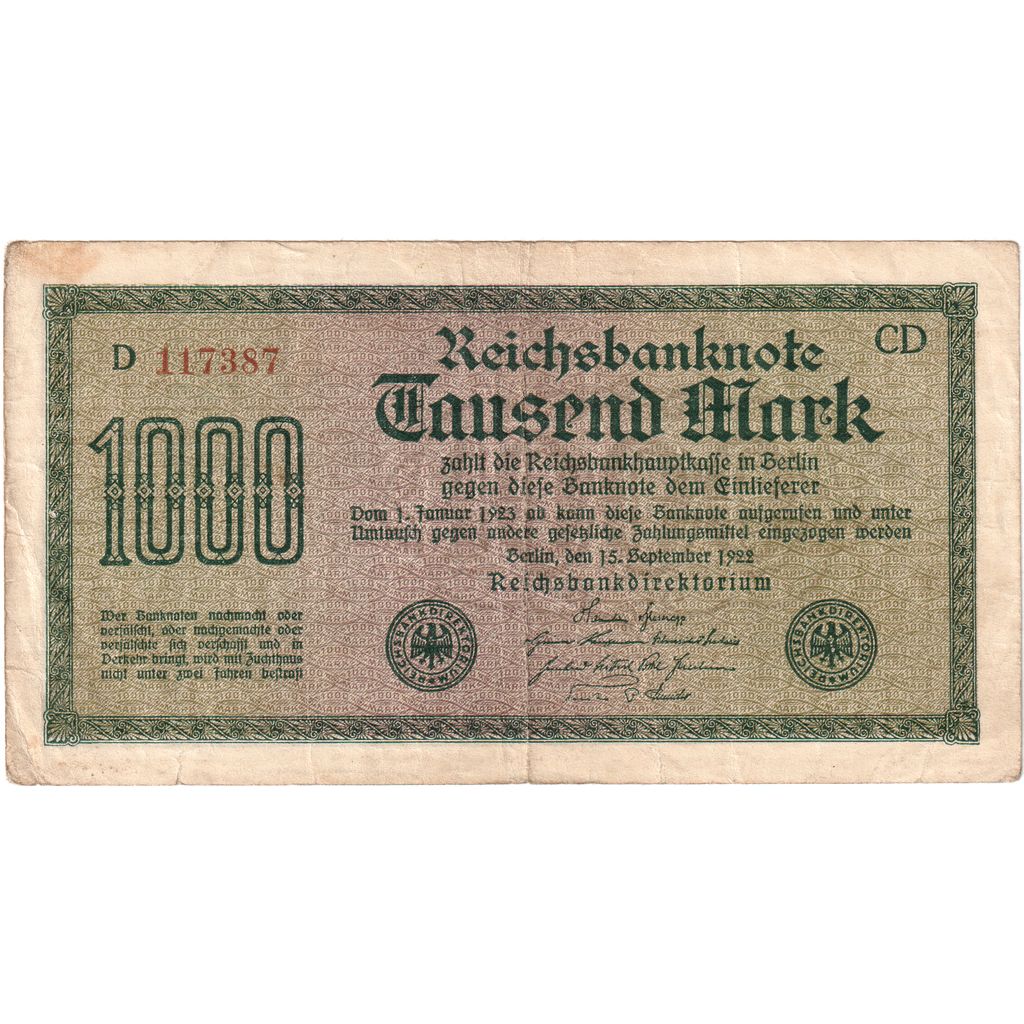 D 117387
CD
Reichsbanknote
Tausend Mark
1000
zahlt die Reichsbankhauptkasse in Berlin
gegen diese Banknote dem Einlieferer
Vom 1. Januar 1923 ab kann diese Banknote aufgerufen und unter
Umtausch gegen andere gesetzliche Zahlungsmittel eingezogen werden
Berlin, den 15. September 1922
Reichsbankdirektorium
Wer Banknoten nachmacht oder
verfälscht, oder nachgemachte oder
verfälschte sich verschafft und in
Verkehr bringt, wird mit Zuchthaus
nicht unter zwei Jahren bestraft
REICHSBANKDIREKTORIUM
REICHSBANKDIREKTORIUM